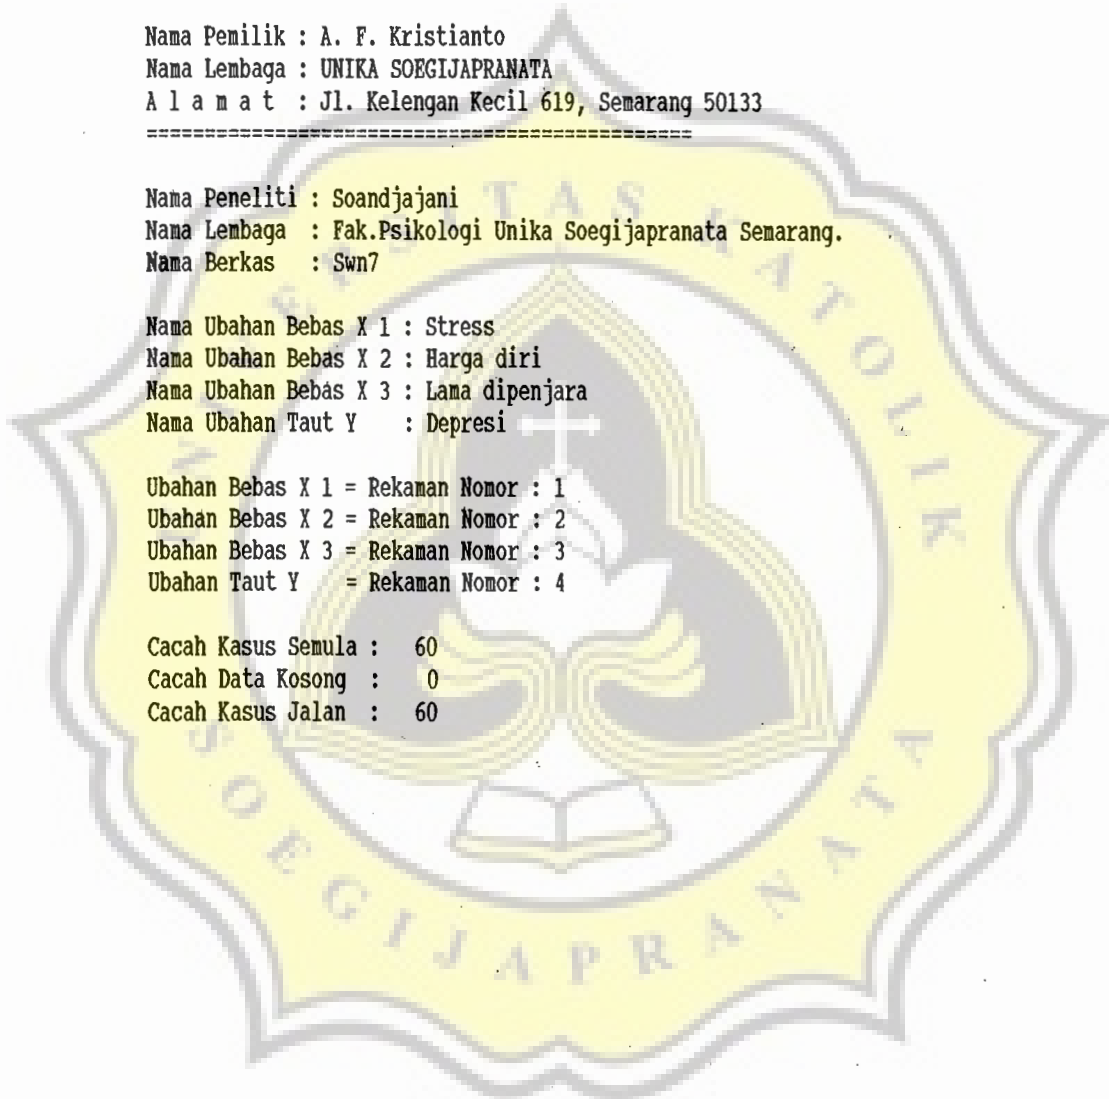 Nama Pemilik : A. F. Kristianto
Nama Lembaga : UNIKA SOEGIJAPRANATA
A l a m a t : Jl. Kelengan Kecil 619, Semarang 50133
===============================================
Nama Peneliti : Soandjajani
Nama Lembaga : Fak.Psikologi Unika Soegijapranata Semarang.
Nama Berkas : Swn7
Nama Ubahan Bebas X 1 : Stress
Nama Ubahan Bebas X 2 : Harga diri
Nama Ubahan Bebas X 3 : Lama dipenjara
Nama Ubahan Taut Y : Depresi
Ubahan Bebas X 1 = Rekaman Nomor : 1
Ubahan Bebas X 2 = Rekaman Nomor : 2
Ubahan Bebas X 3 = Rekaman Nomor : 3
Ubahan Taut Y = Rekaman Nomor : 4
Cacah Kasus Semula : 60
Cacah Data Kosong : 0
Cacah Kasus Jalan : 60
UNIVERSITAS KATOLIK
SOEGIJAPRANATA